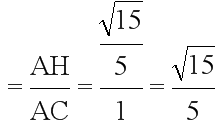 = AH/AC = (√15/5)/1 = √15/5